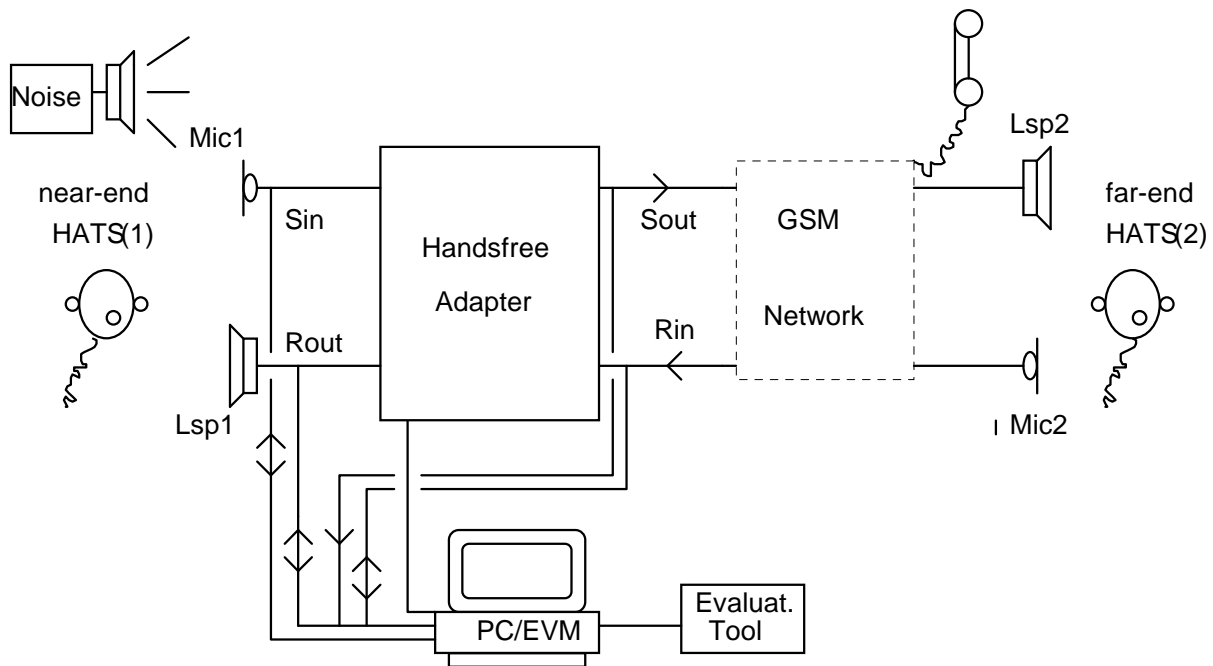 Noise
Mic1
Lsp2
near-end
HATS(1)
far-end
HATS(2)
Sin
Sout
GSM
Handsfree
Adapter
Rout
Rin
Network
Lsp1
Mic2
PC/EVM
Evaluat.
Tool